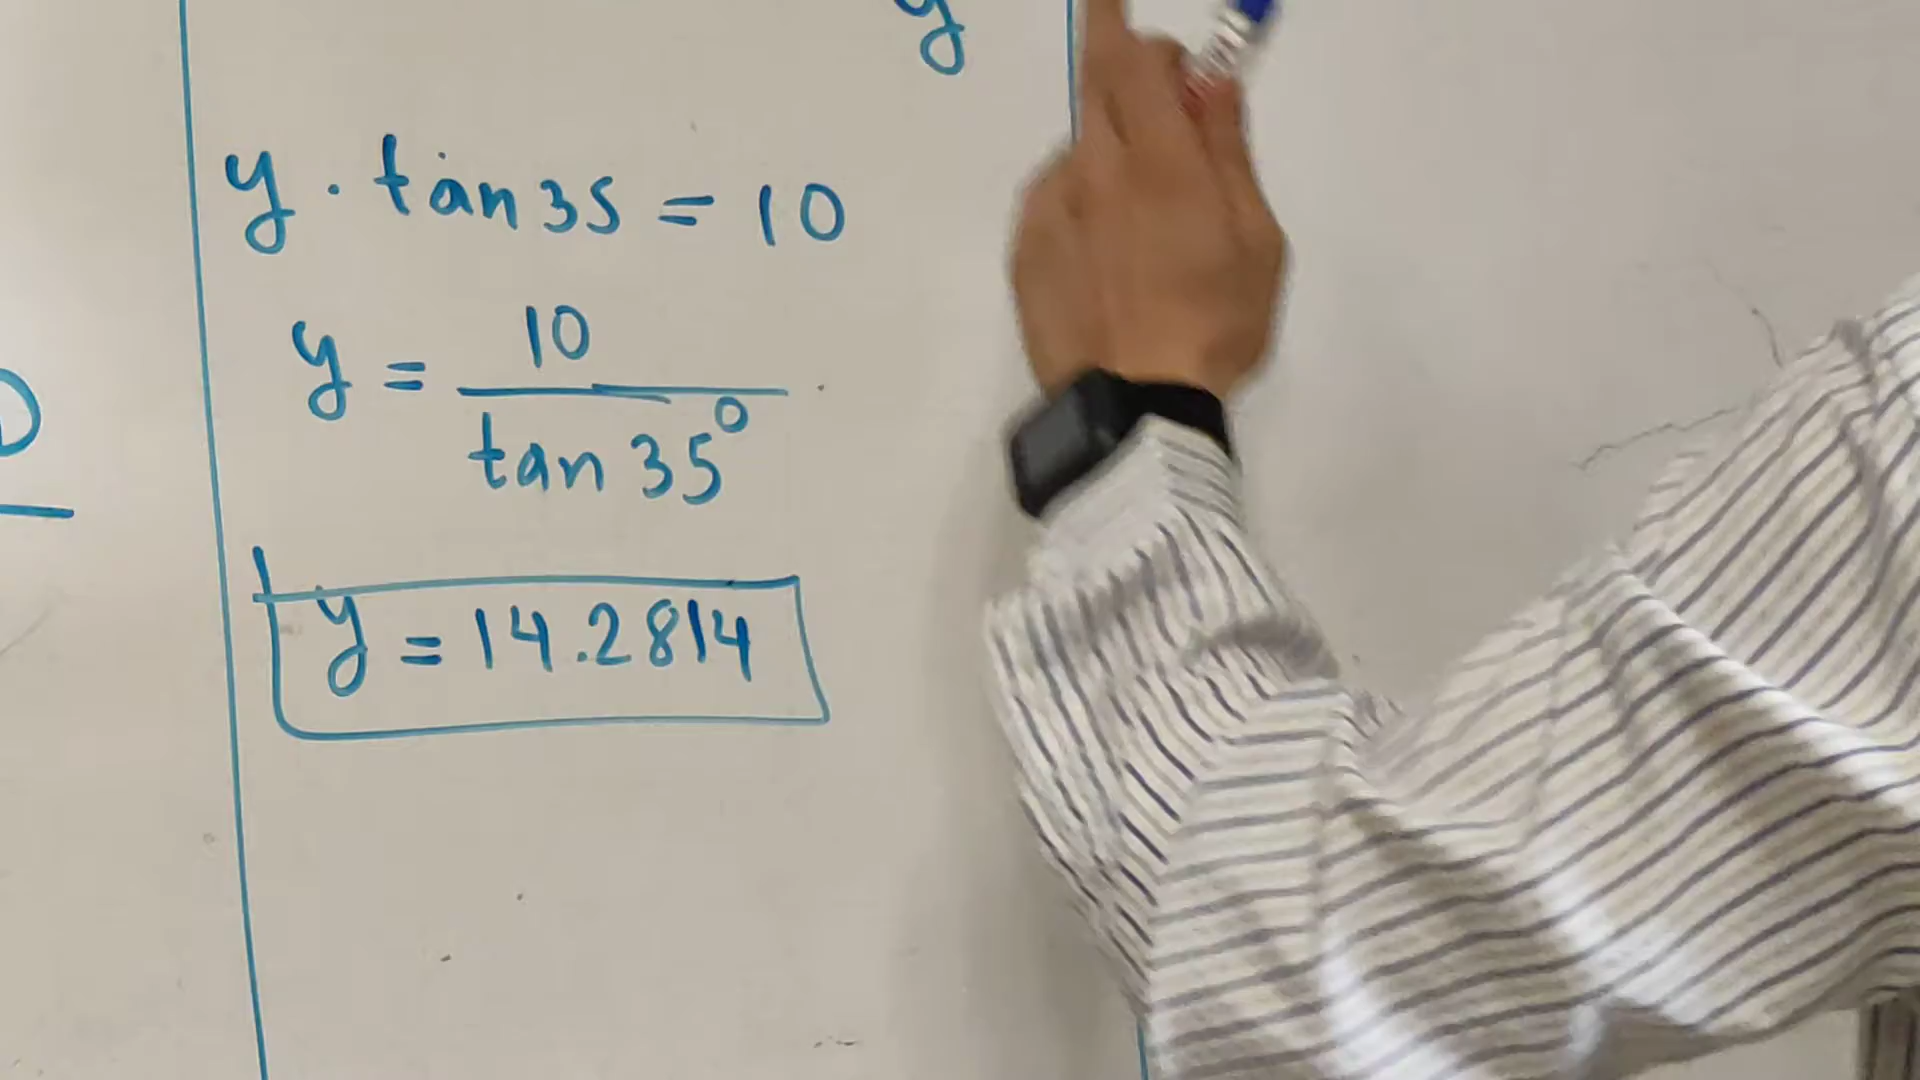 y
y . tan 35 = 10
y = 10
tan 35°
y = 14.2814